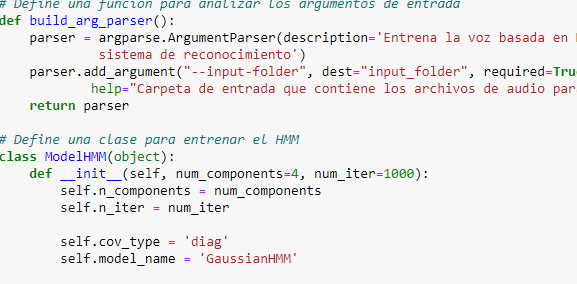 # Define una función para analizar los argumentos de entrada
def build_arg_parser():
    parser = argparse.ArgumentParser(description='Entrena la voz basada en
            sistema de reconocimiento')
    parser.add_argument("--input-folder", dest="input_folder", required=Tru
            help="Carpeta de entrada que contiene los archivos de audio par
    return parser

# Define una clase para entrenar el HMM
class ModelHMM(object):
    def __init__(self, num_components=4, num_iter=1000):
        self.n_components = num_components
        self.n_iter = num_iter

        self.cov_type = 'diag'
        self.model_name = 'GaussianHMM'